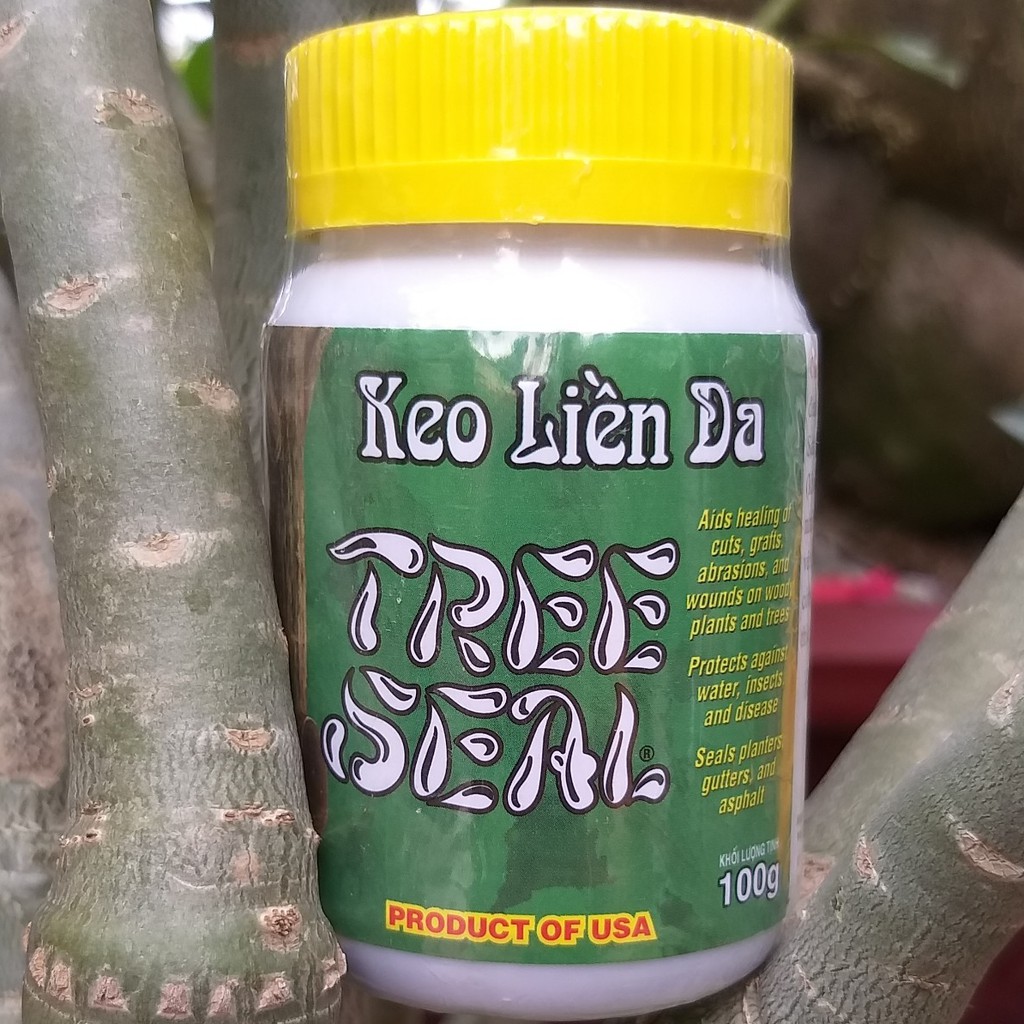 Keo Liền Da
TREE
SEAL®
Aids healing of
cuts, grafts,
abrasions, and
wounds on woody
plants and trees
Protects against
water, insects
and disease
Seals planters,
gutters, and
asphalt
KHỐI LƯỢNG TỊNH
100g
PRODUCT OF USA